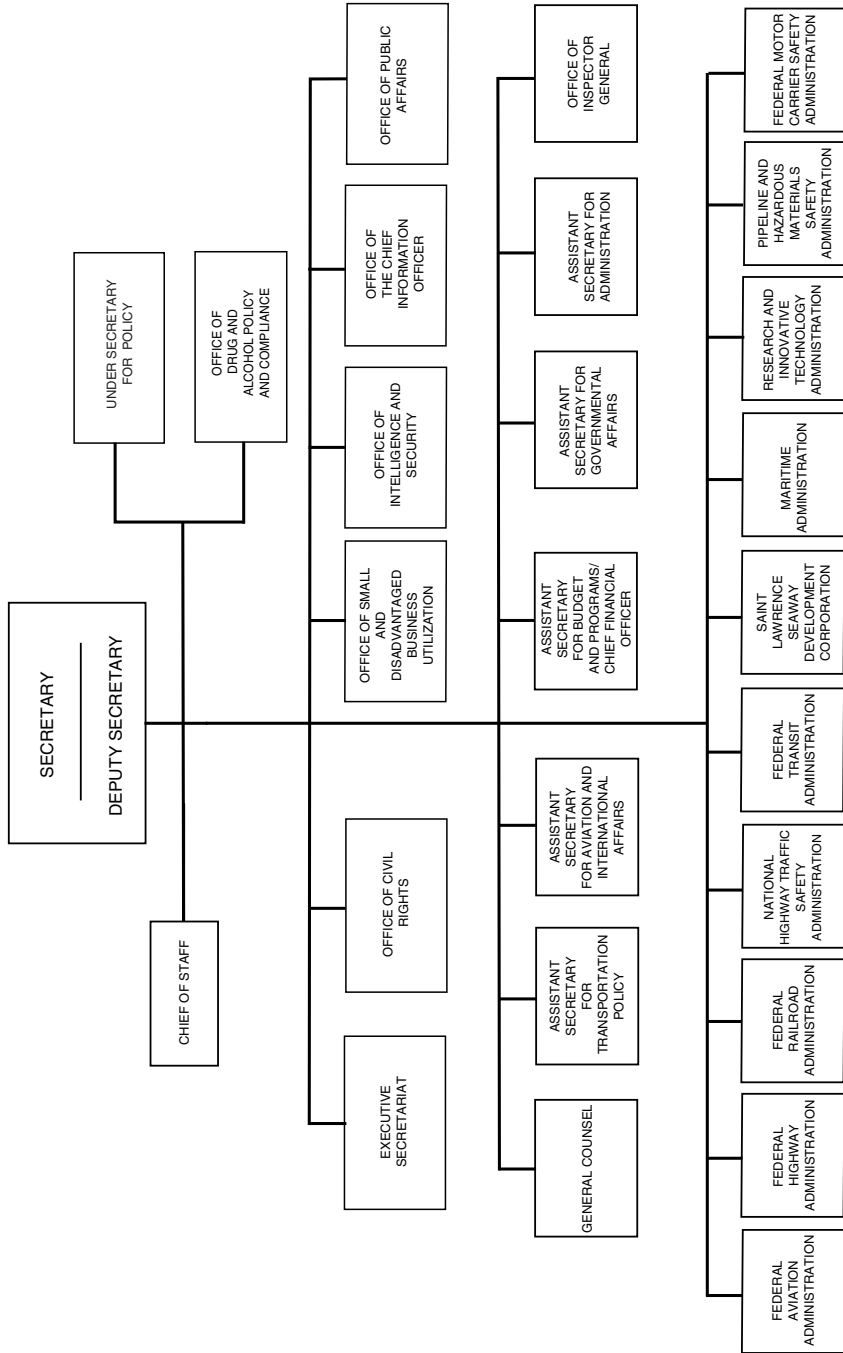 SECRETARY
DEPUTY SECRETARY
CHIEF OF STAFF
UNDER SECRETARY
FOR POLICY
OFFICE OF
DRUG AND
ALCOHOL POLICY
AND COMPLIANCE
EXECUTIVE
SECRETARIAT
OFFICE OF CIVIL
RIGHTS
OFFICE OF SMALL
AND
DISADVANTAGED
BUSINESS
UTILIZATION
OFFICE OF
INTELLIGENCE AND
SECURITY
OFFICE OF
THE CHIEF
INFORMATION
OFFICER
OFFICE OF PUBLIC
AFFAIRS
GENERAL COUNSEL
ASSISTANT
SECRETARY
FOR
TRANSPORTATION
POLICY
ASSISTANT
SECRETARY
FOR AVIATION AND
INTERNATIONAL
AFFAIRS
ASSISTANT
SECRETARY
FOR BUDGET
AND PROGRAMS/
CHIEF FINANCIAL
OFFICER
ASSISTANT
SECRETARY FOR
GOVERNMENTAL
AFFAIRS
ASSISTANT
SECRETARY FOR
ADMINISTRATION
OFFICE OF
INSPECTOR
GENERAL
FEDERAL
AVIATION
ADMINISTRATION
FEDERAL
HIGHWAY
ADMINISTRATION
FEDERAL
RAILROAD
ADMINISTRATION
NATIONAL
HIGHWAY TRAFFIC
SAFETY
ADMINISTRATION
FEDERAL
TRANSIT
ADMINISTRATION
SAINT
LAWRENCE
SEAWAY
DEVELOPMENT
CORPORATION
MARITIME
ADMINISTRATION
RESEARCH AND
INNOVATIVE
TECHNOLOGY
ADMINISTRATION
PIPELINE AND
HAZARDOUS
MATERIALS
SAFETY
ADMINISTRATION
FEDERAL MOTOR
CARRIER SAFETY
ADMINISTRATION